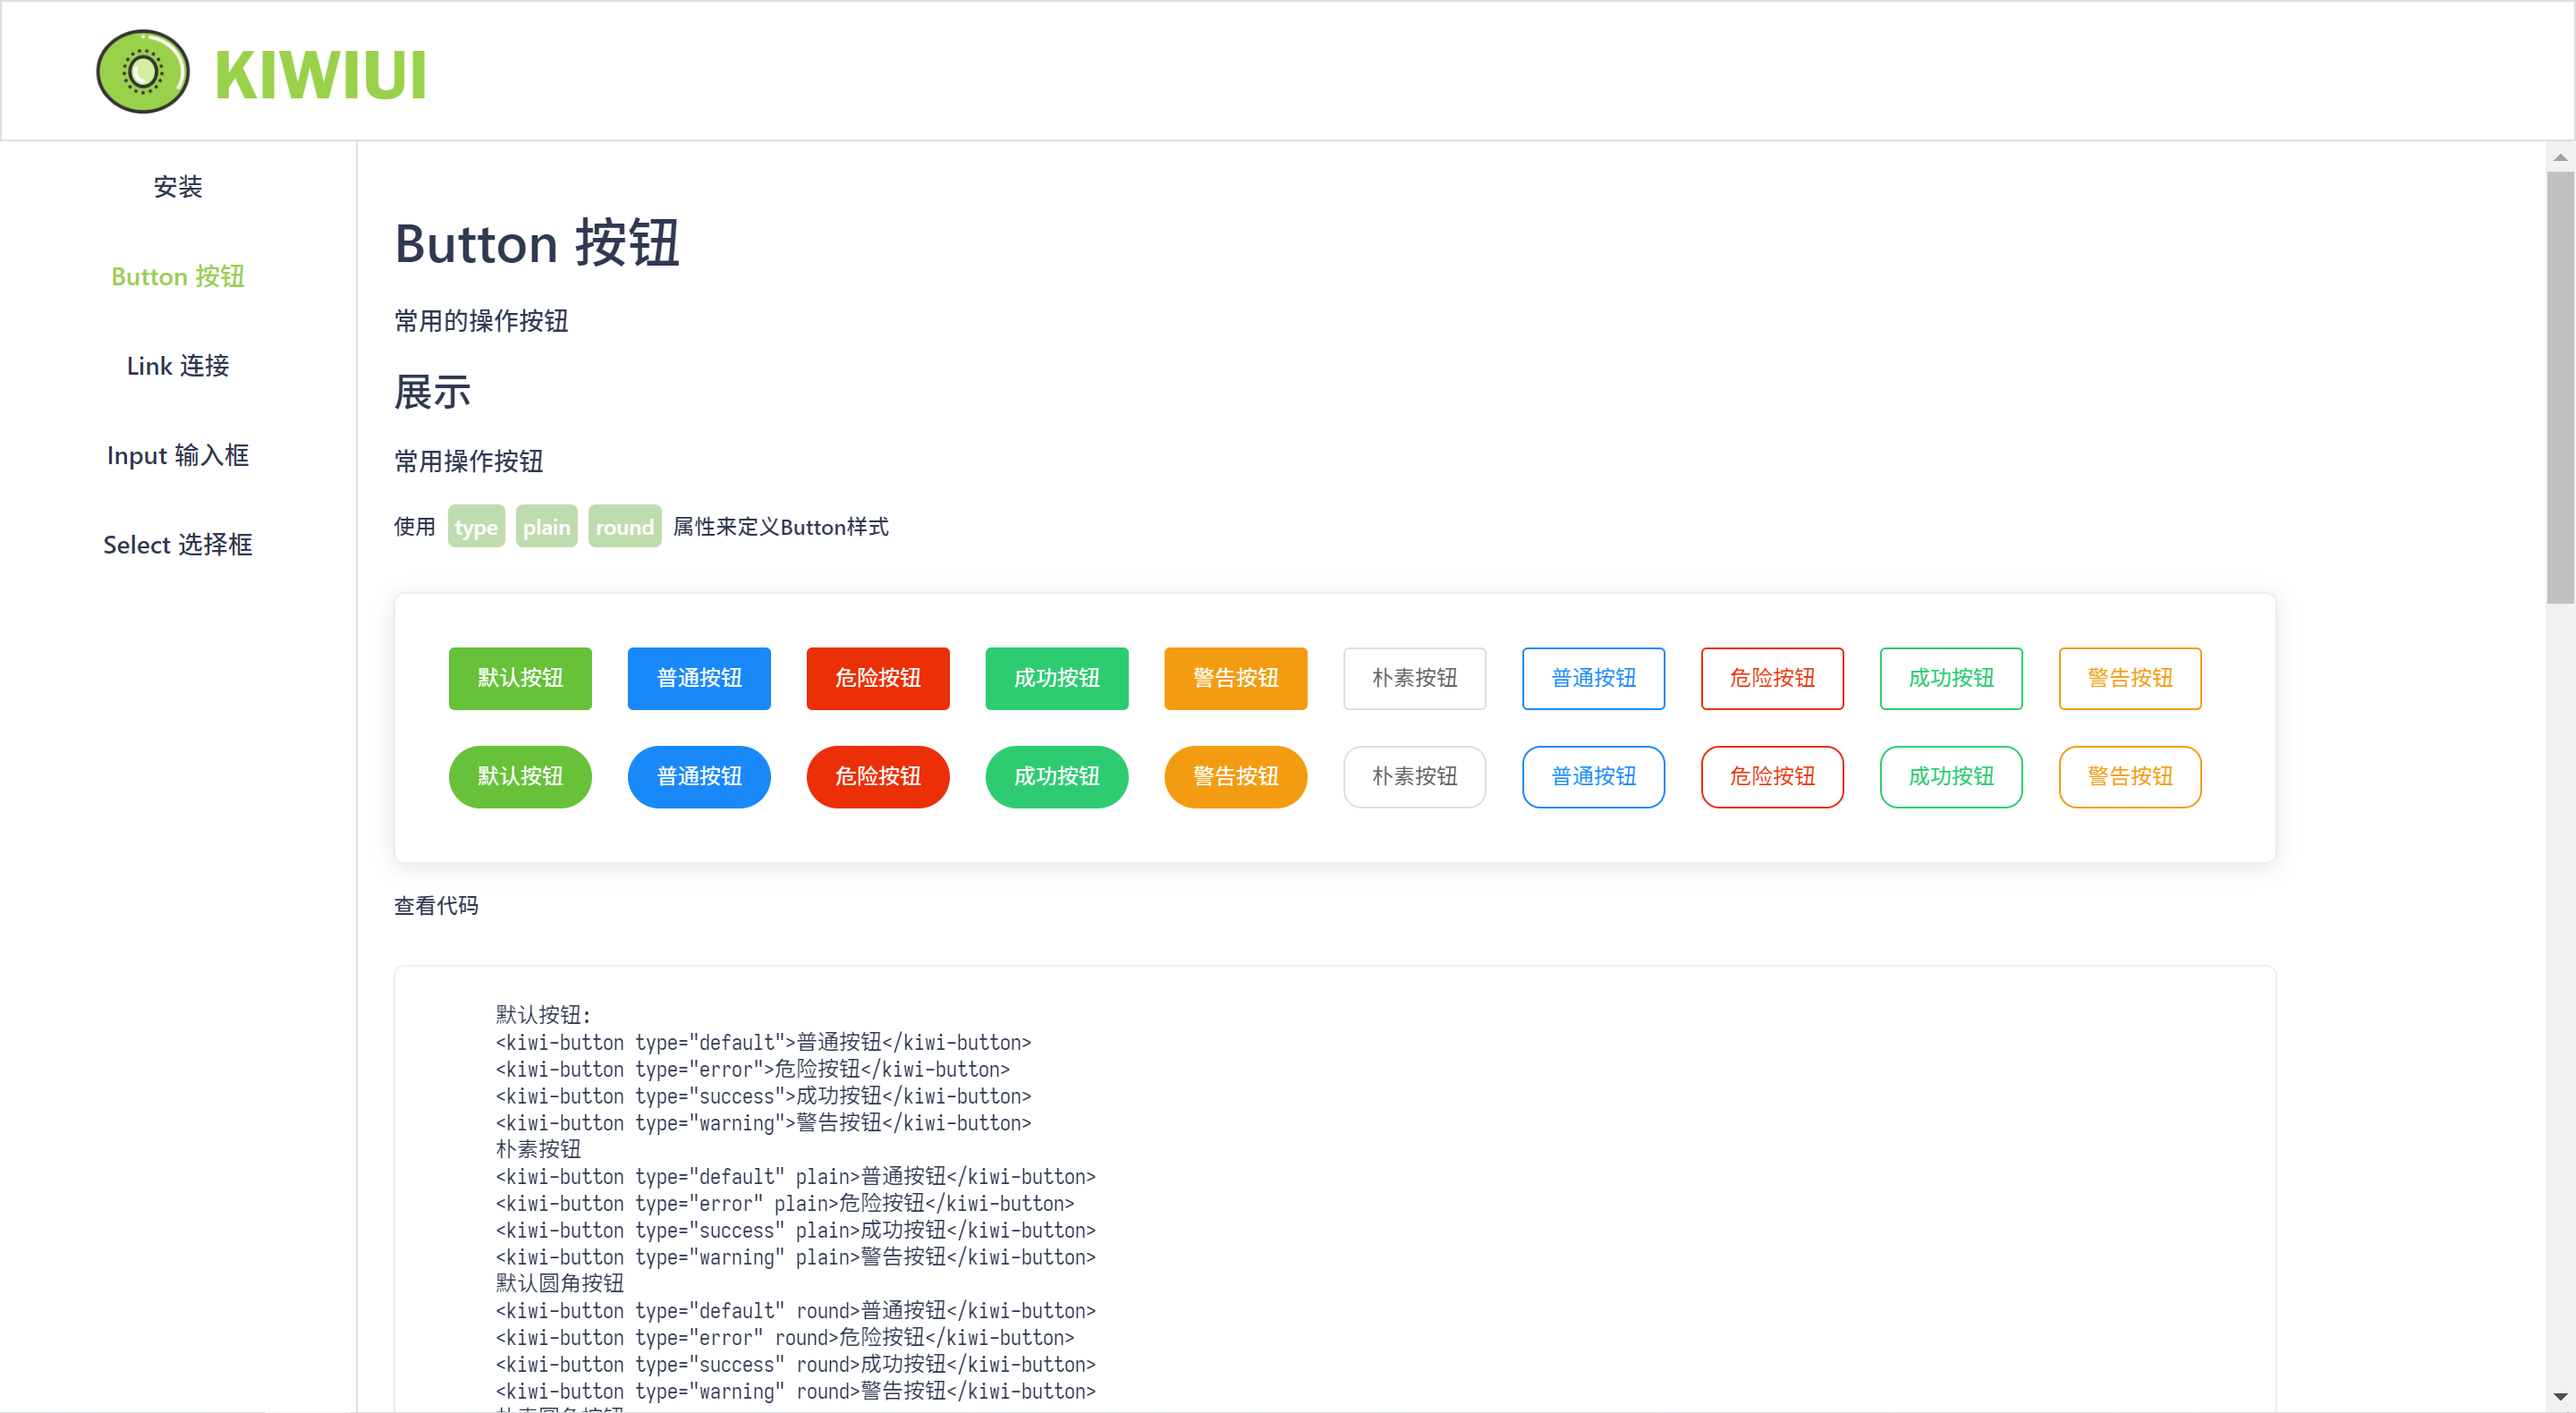 KIWIUI
安装
Button 按钮
Link 连接
Input 输入框
Select 选择框
Button 按钮
常用的操作按钮
展示
常用操作按钮
使用 type plain round 属性来定义Button样式
默认按钮 普通按钮 危险按钮 成功按钮 警告按钮 朴素按钮 普通按钮 危险按钮 成功按钮 警告按钮
默认按钮 普通按钮 危险按钮 成功按钮 警告按钮 朴素按钮 普通按钮 危险按钮 成功按钮 警告按钮
查看代码
默认按钮:
<kiwi-button type="default">普通按钮</kiwi-button>
<kiwi-button type="error">危险按钮</kiwi-button>
<kiwi-button type="success">成功按钮</kiwi-button>
<kiwi-button type="warning">警告按钮</kiwi-button>
朴素按钮
<kiwi-button type="default" plain>普通按钮</kiwi-button>
<kiwi-button type="error" plain>危险按钮</kiwi-button>
<kiwi-button type="success" plain>成功按钮</kiwi-button>
<kiwi-button type="warning" plain>警告按钮</kiwi-button>
默认圆角按钮
<kiwi-button type="default" round>普通按钮</kiwi-button>
<kiwi-button type="error" round>危险按钮</kiwi-button>
<kiwi-button type="success" round>成功按钮</kiwi-button>
<kiwi-button type="warning" round>警告按钮</kiwi-button>